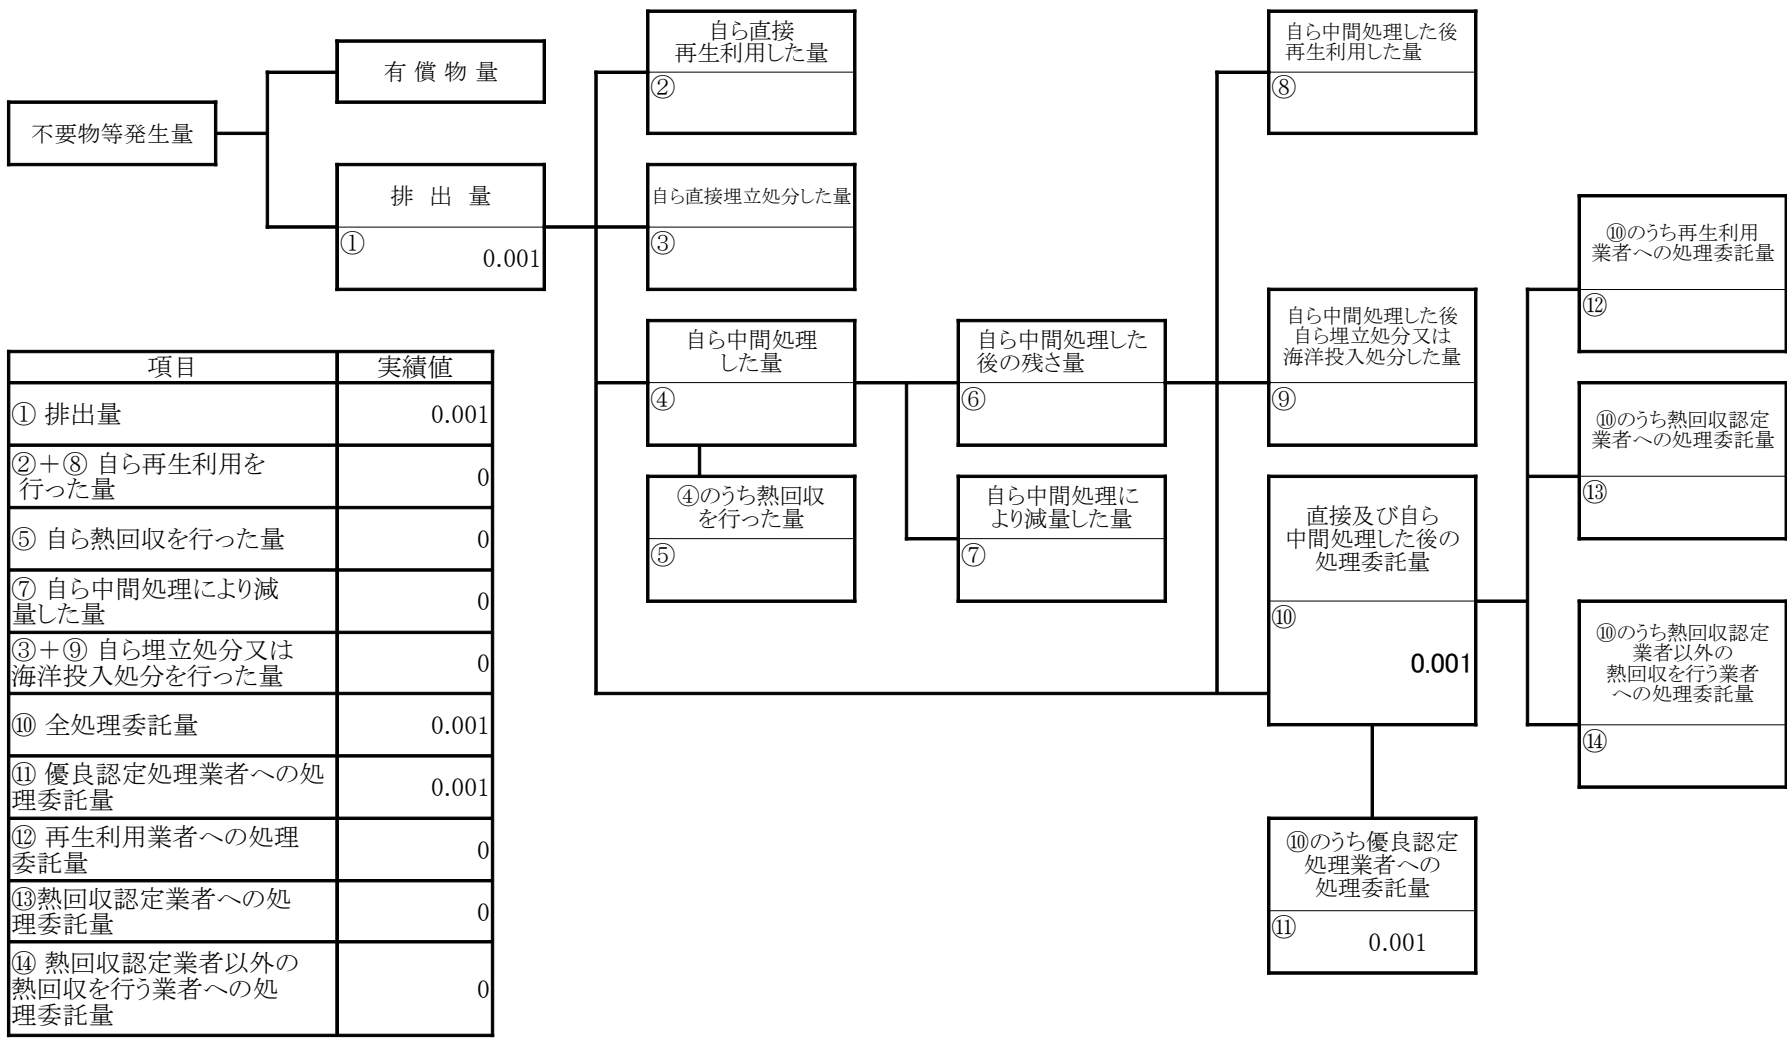 不要物等発生量
有 償 物 量
排 出 量
①
0.001
自ら直接
再生利用した量
②
自ら直接埋立処分した量
③
自ら中間処理
した量
④
④のうち熱回収
を行った量
⑤
自ら中間処理した
後の残さ量
⑥
自ら中間処理に
より減量した量
⑦
自ら中間処理した後
再生利用した量
⑧
自ら中間処理した後
自ら埋立処分又は
海洋投入処分した量
⑨
直接及び自ら
中間処理した後の
処理委託量
⑩
0.001
⑩のうち優良認定
処理業者への
処理委託量
⑪
0.001
⑩のうち再生利用
業者への処理委託量
⑫
⑩のうち熱回収認定
業者への処理委託量
⑬
⑩のうち熱回収認定
業者以外の
熱回収を行う業者
への処理委託量
⑭
項目 実績値
① 排出量 0.001
②+⑧ 自ら再生利用を
行った量 0
⑤ 自ら熱回収を行った量 0
⑦ 自ら中間処理により減
量した量 0
③+⑨ 自ら埋立処分又は
海洋投入処分を行った量 0
⑩ 全処理委託量 0.001
⑪ 優良認定処理業者への処
理委託量 0.001
⑫ 再生利用業者への処理
委託量 0
⑬熱回収認定業者への処
理委託量 0
⑭ 熱回収認定業者以外の
熱回収を行う業者への処
理委託量 0